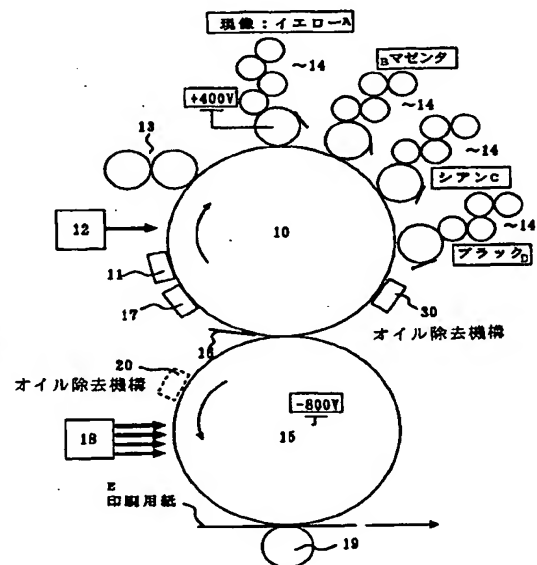 現像：イエローA
~14
Bマゼンタ
+400V
~14
13
~14
シアンC
12
10
~14
ブラックD
11
17
30
オイル除去機構
16
20
オイル除去機構
-800V
18
15
E
印刷用紙
19